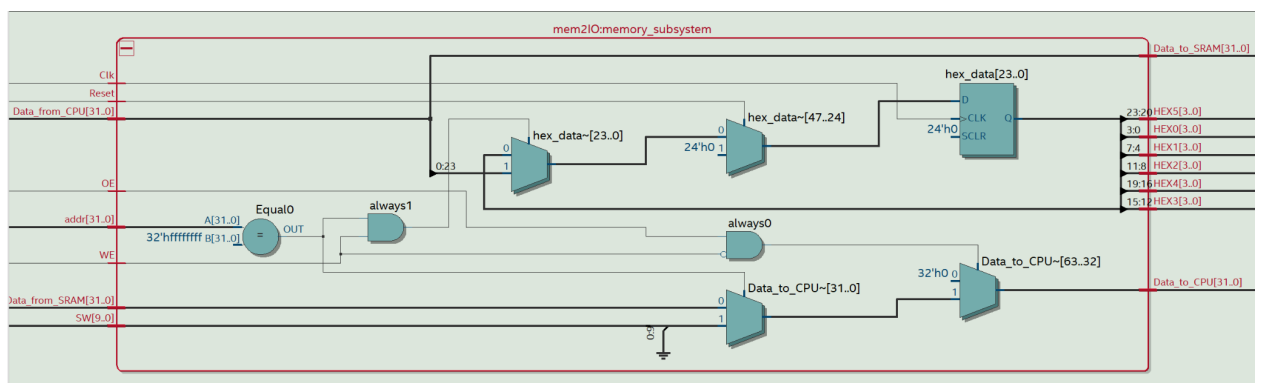 mem2IO:memory_subsystem
Data_to_SRAM[31..0]
Clk
hex_data[23..0]
Reset
D
Data_from_CPU[31..0]
hex_data~[47..24]
>CLK
Q
23:20 HEX5[3..0]
hex_data~[23..0]
0
24'h0
SCLR
3:0 HEX0[3..0]
0
24'h0
1
7:4 HEX1[3..0]
0:23
1
11:8 HEX2[3..0]
OE
19:16 HEX4[3..0]
15:12 HEX3[3..0]
Equal0
always1
addr[31..0]
A[31..0]
OUT
always0
32'hffffffff B[31..0]
=
WE
Data_to_CPU~[63..32]
32'h0 0
Data_to_CPU~[31..0]
Data_to_CPU[31..0]
1
Data_from_SRAM[31..0]
0
SW[9..0]
1